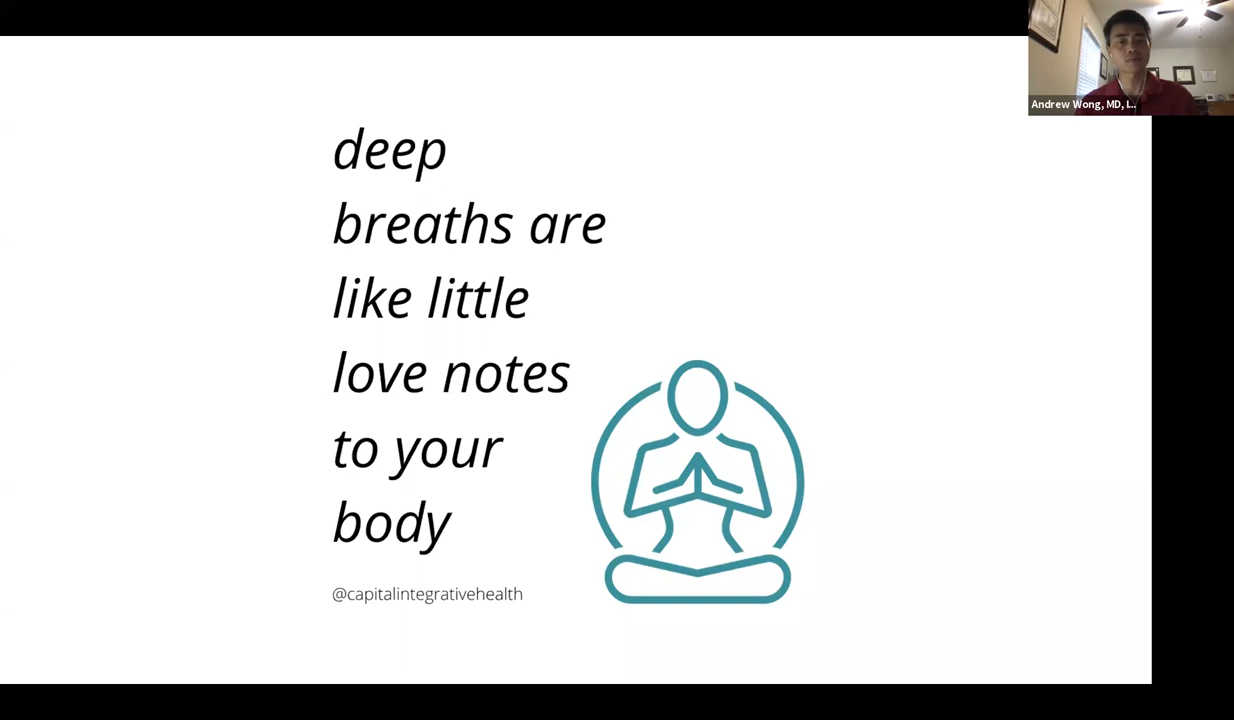 deep
breaths are
like little
love notes
to your
body
@capitalintegrativehealth
Andrew Wong, MD, L..